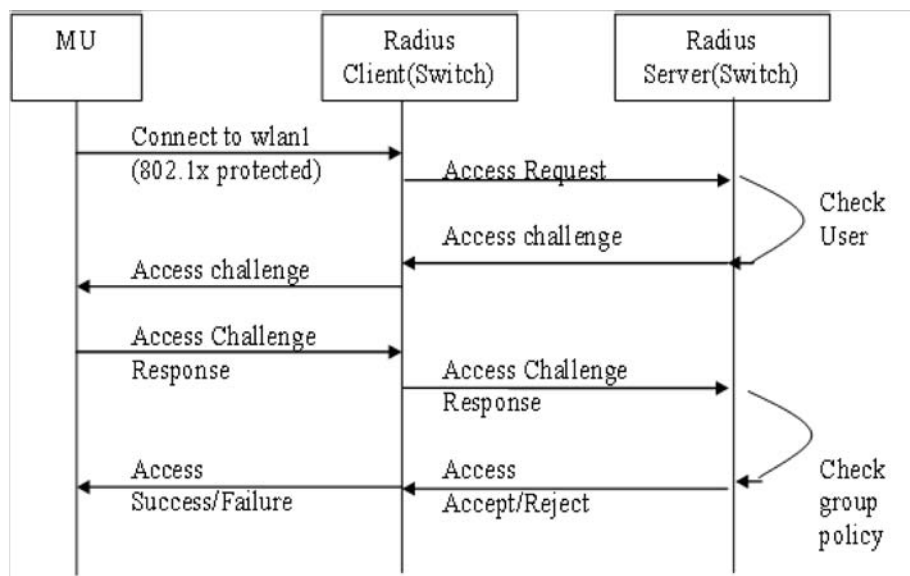 MU
Radius
Client(Switch)
Radius
Server(Switch)
Connect to wlan1
(802.1x protected)
Access Request
Check
User
Access challenge
Access challenge
Access Challenge
Response
Access Challenge
Response
Access
Success/Failure
Access
Accept/Reject
Check
group
policy